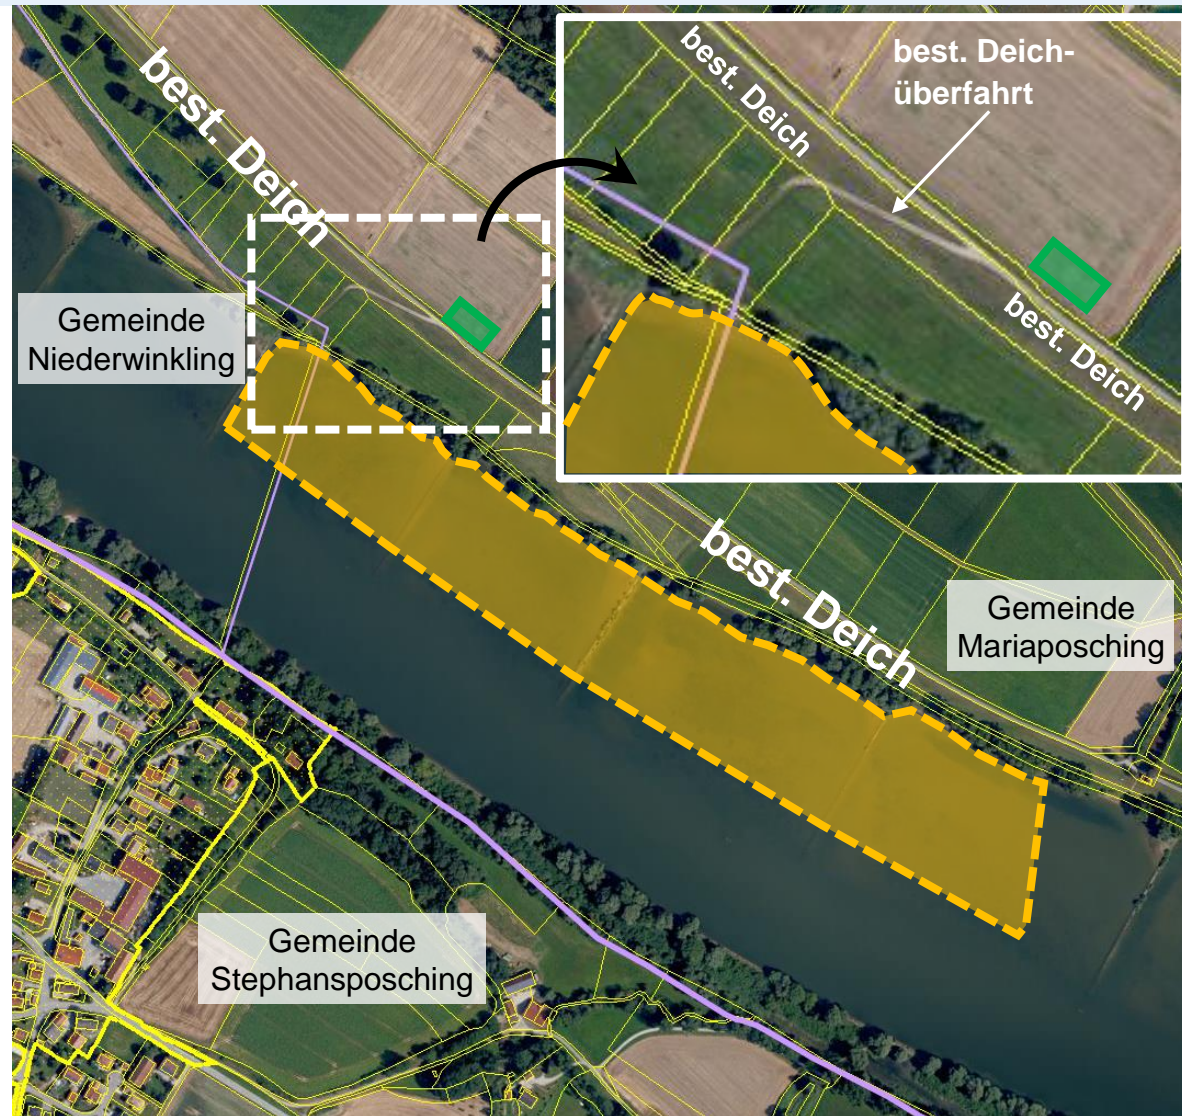 best. Deich
best. Deich
best. Deich-
überfahrt
best. Deich
Gemeinde
Niederwinkling
best. Deich
Gemeinde
Mariaposching
Gemeinde
Stephansposching